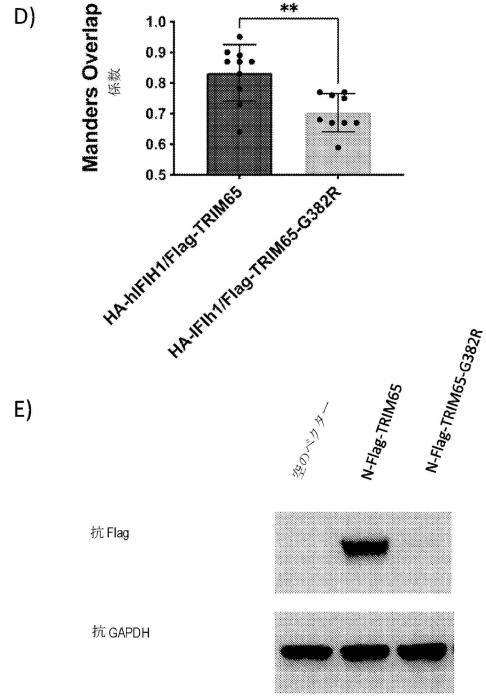 D)
**
Manders Overlap
係数
1.0
0.9
0.8
0.7
0.6
0.5
HA-hIFIH1/Flag-TRIM65
HA-IFIh1/Flag-TRIM65-G382R
E)
空のベクター
N-Flag-TRIM65
N-Flag-TRIM65-G382R
抗 Flag
抗 GAPDH